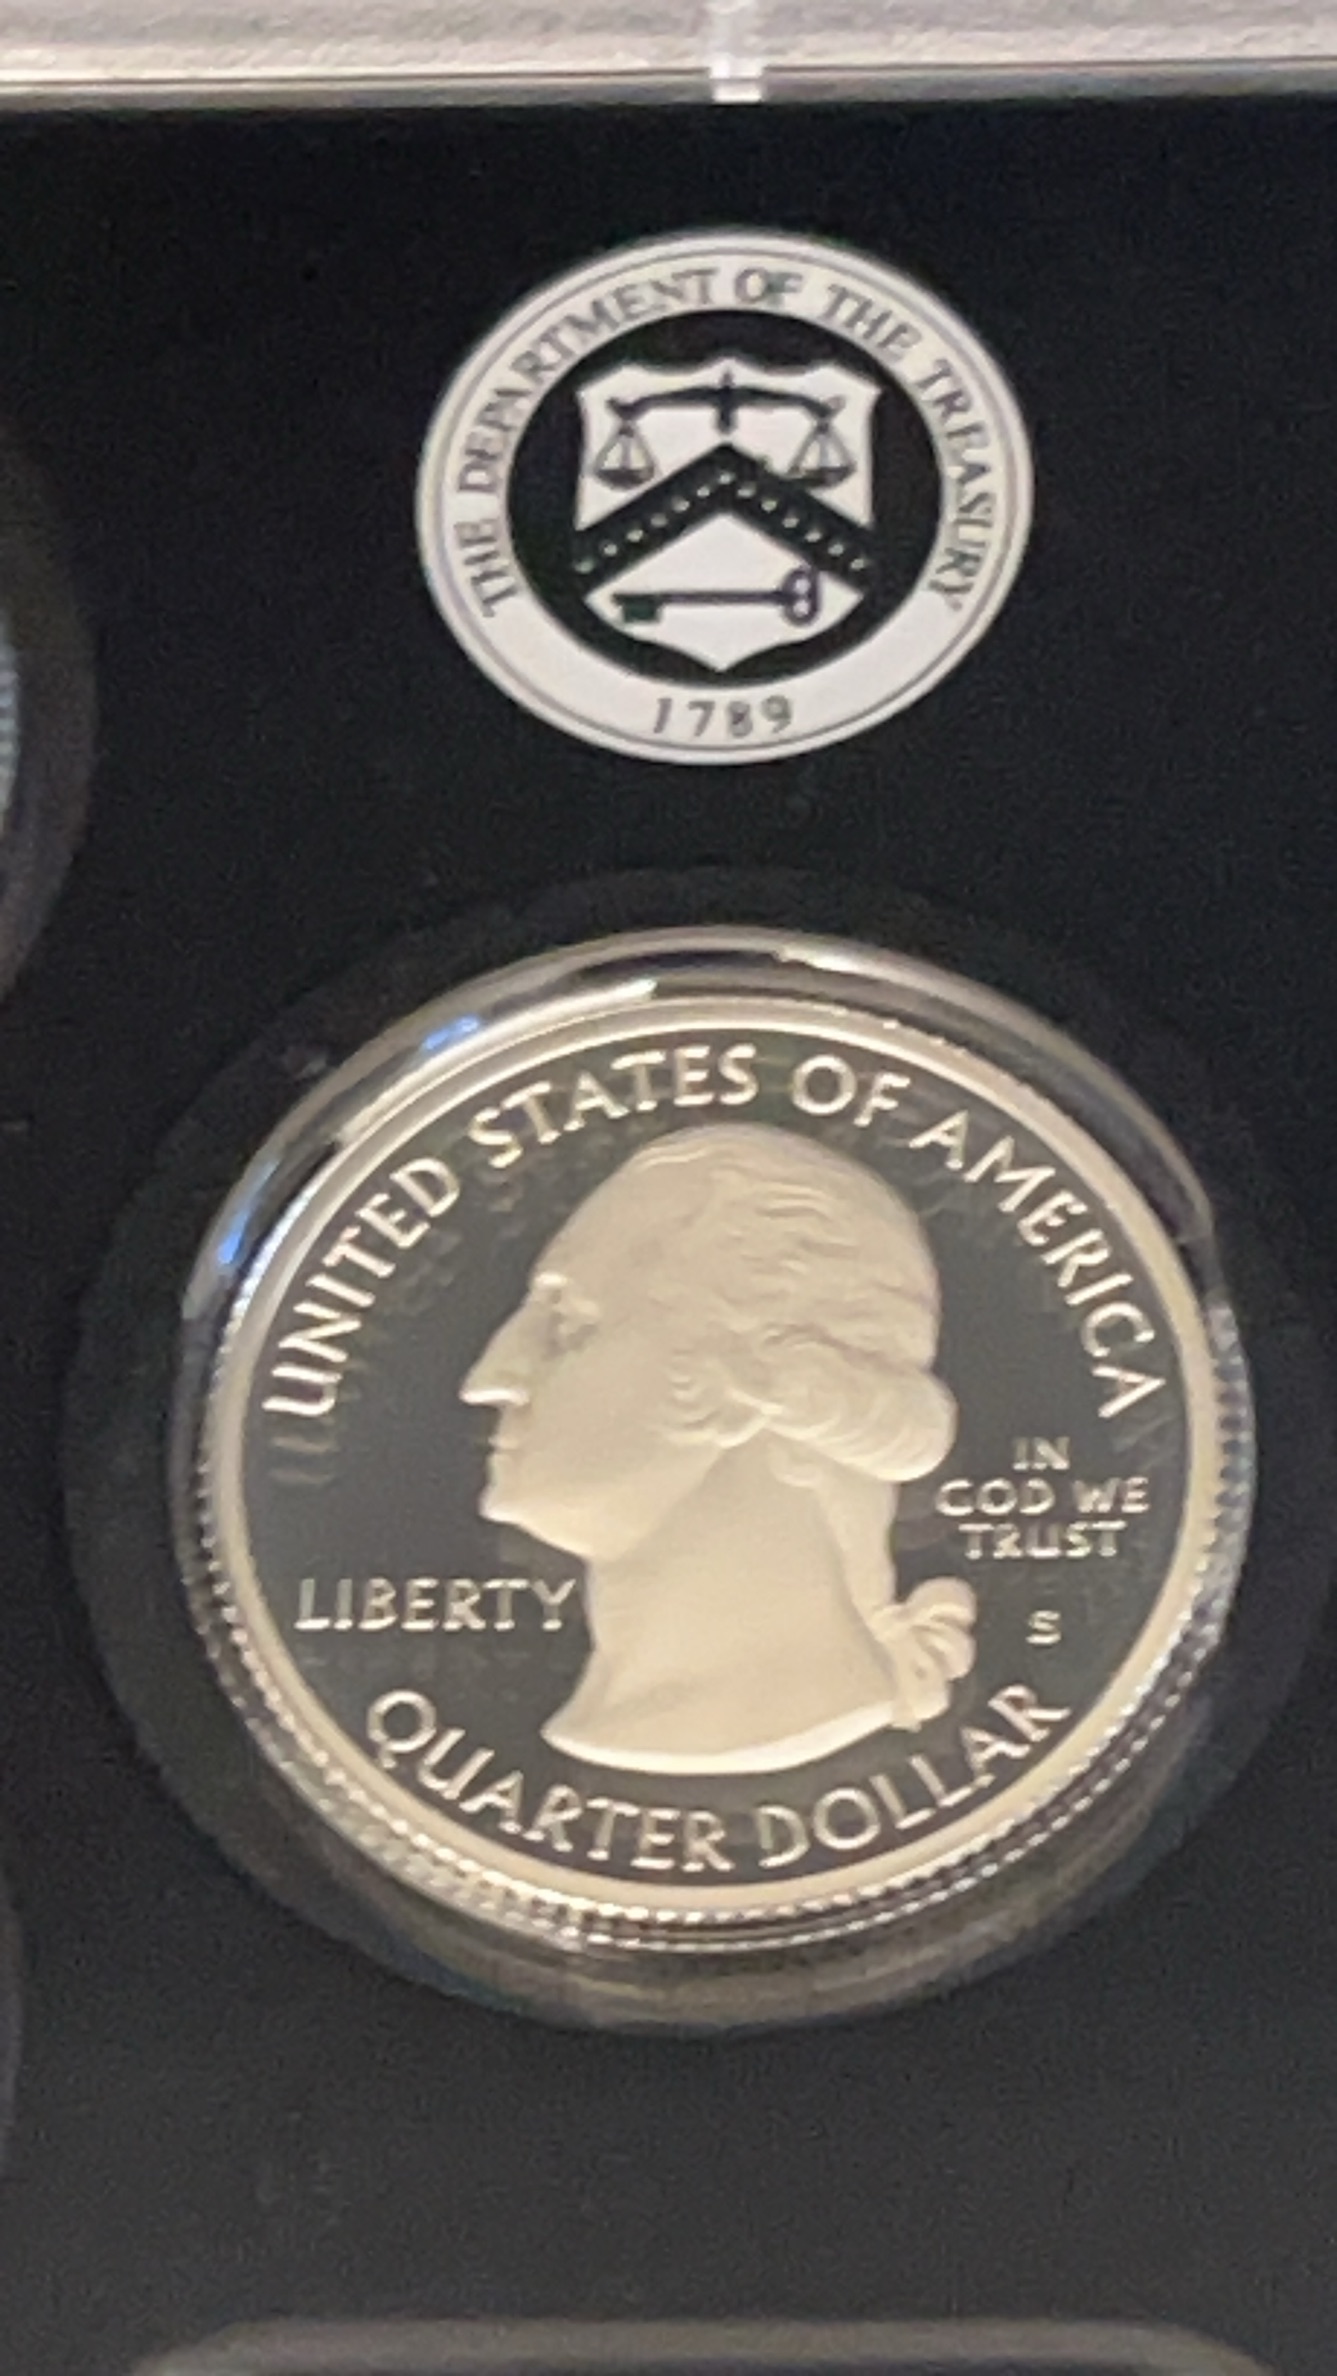 THE DEPARTMENT OF THE TREASURY
1789
UNITED STATES OF AMERICA
IN
GOD WE
TRUST
LIBERTY
S
QUARTER DOLLAR